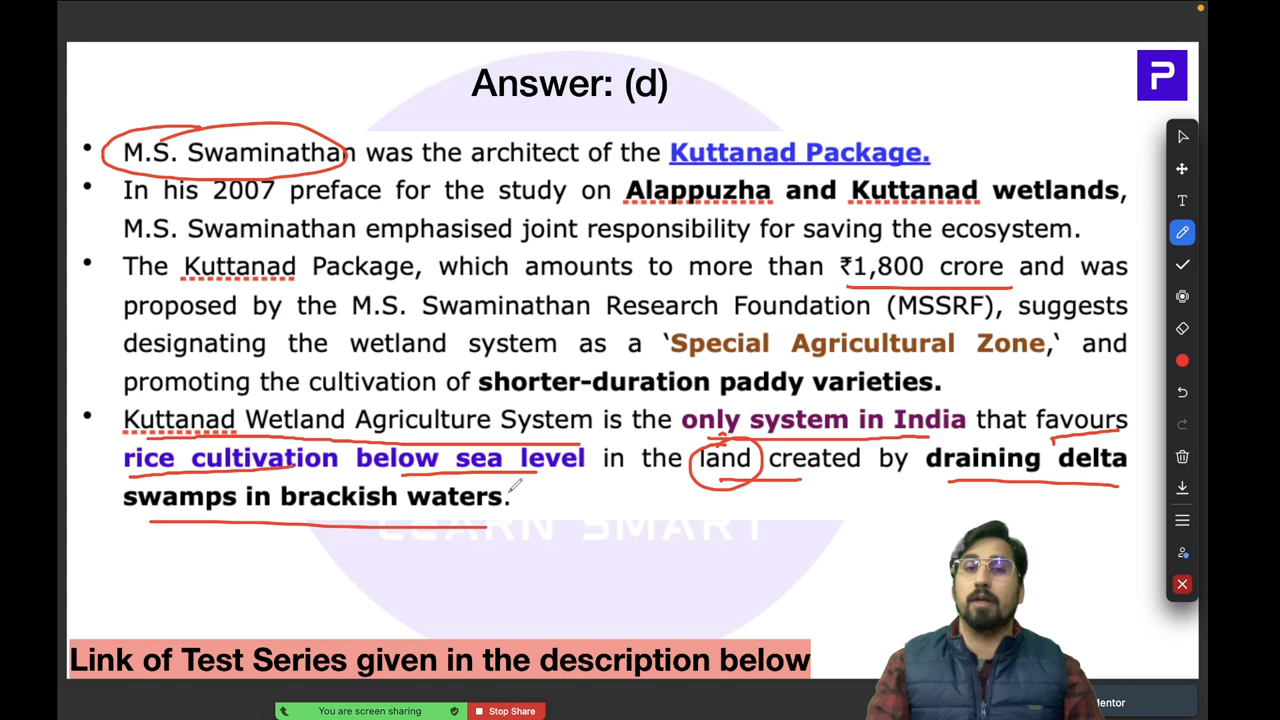 Answer: (d)
P
• M.S. Swaminathan was the architect of the Kuttanad Package.
• In his 2007 preface for the study on Alappuzha and Kuttanad wetlands,
M.S. Swaminathan emphasised joint responsibility for saving the ecosystem.
• The Kuttanad Package, which amounts to more than ₹1,800 crore and was
proposed by the M.S. Swaminathan Research Foundation (MSSRF), suggests
designating the wetland system as a ‘Special Agricultural Zone,‘ and
promoting the cultivation of shorter-duration paddy varieties.
• Kuttanad Wetland Agriculture System is the only system in India that favours
rice cultivation below sea level in the land created by draining delta
swamps in brackish waters.
LEARN SMART
Link of Test Series given in the description below
Mentor
You are screen sharing
Stop Share
T